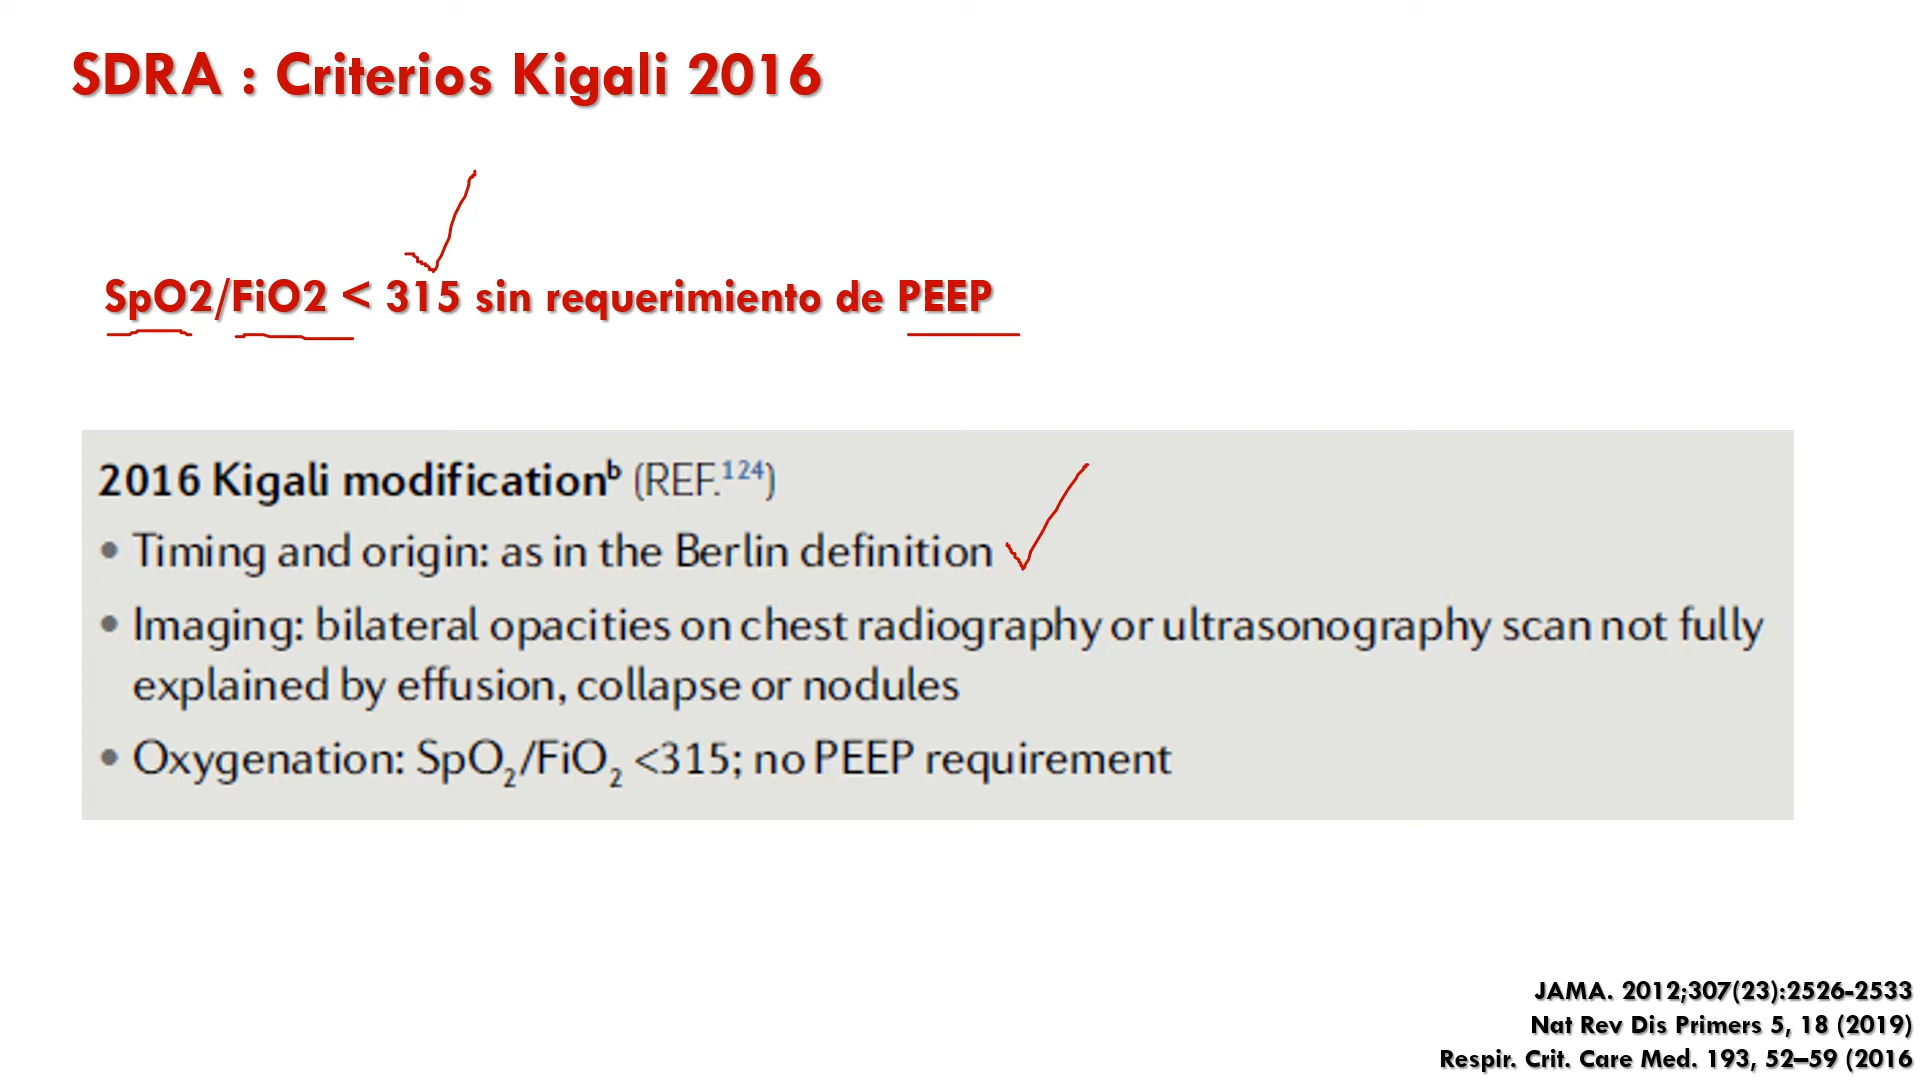 SDRA : Criterios Kigali 2016
SpO2/FiO2 < 315 sin requerimiento de PEEP
2016 Kigali modificationᵇ (REF.¹²⁴)
• Timing and origin: as in the Berlin definition
• Imaging: bilateral opacities on chest radiography or ultrasonography scan not fully
explained by effusion, collapse or nodules
• Oxygenation: SpO₂/FiO₂ <315; no PEEP requirement
JAMA. 2012;307(23):2526-2533
Nat Rev Dis Primers 5, 18 (2019)
Respir. Crit. Care Med. 193, 52–59 (2016